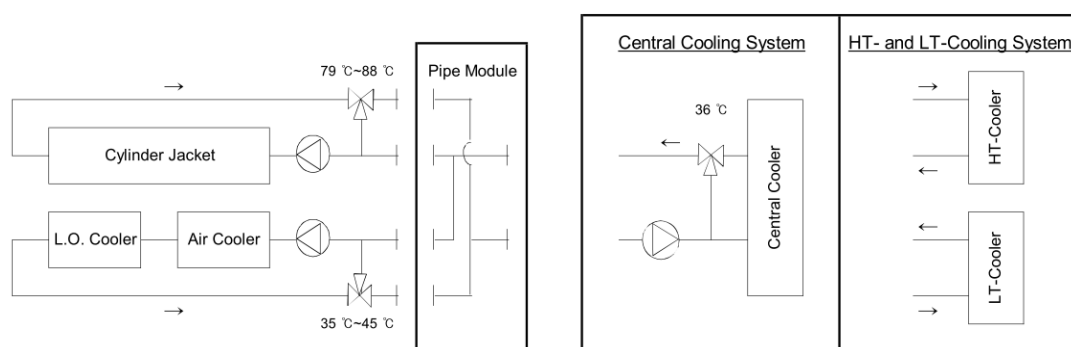 79 ℃~88 ℃
Pipe Module
Cylinder Jacket
L.O. Cooler
Air Cooler
35 ℃~45 ℃
Central Cooling System
36 ℃
Central Cooler
HT- and LT-Cooling System
HT-Cooler
LT-Cooler